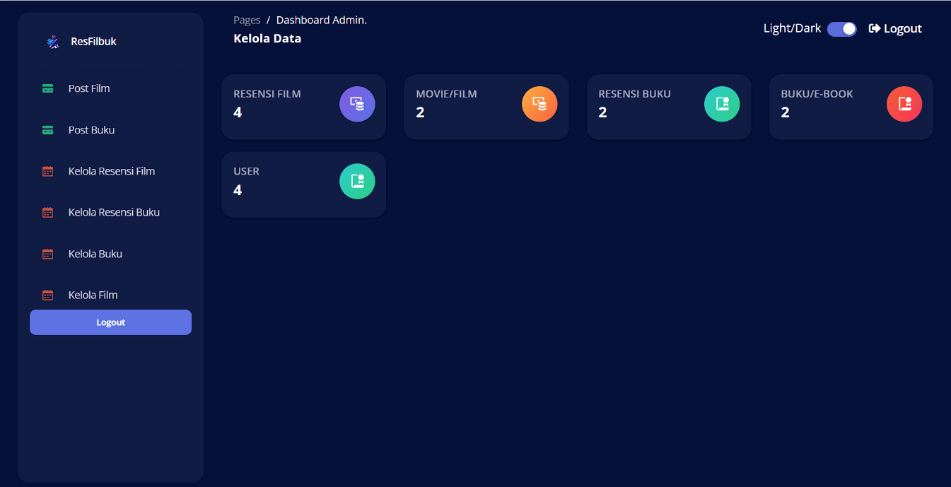 ResFilbuk
Post Film
Post Buku
Kelola Resensi Film
Kelola Resensi Buku
Kelola Buku
Kelola Film
Logout
Pages / Dashboard Admin.
Kelola Data
Light/Dark Logout
RESENSI FILM
4
MOVIE/FILM
2
RESENSI BUKU
2
BUKU/E-BOOK
2
USER
4